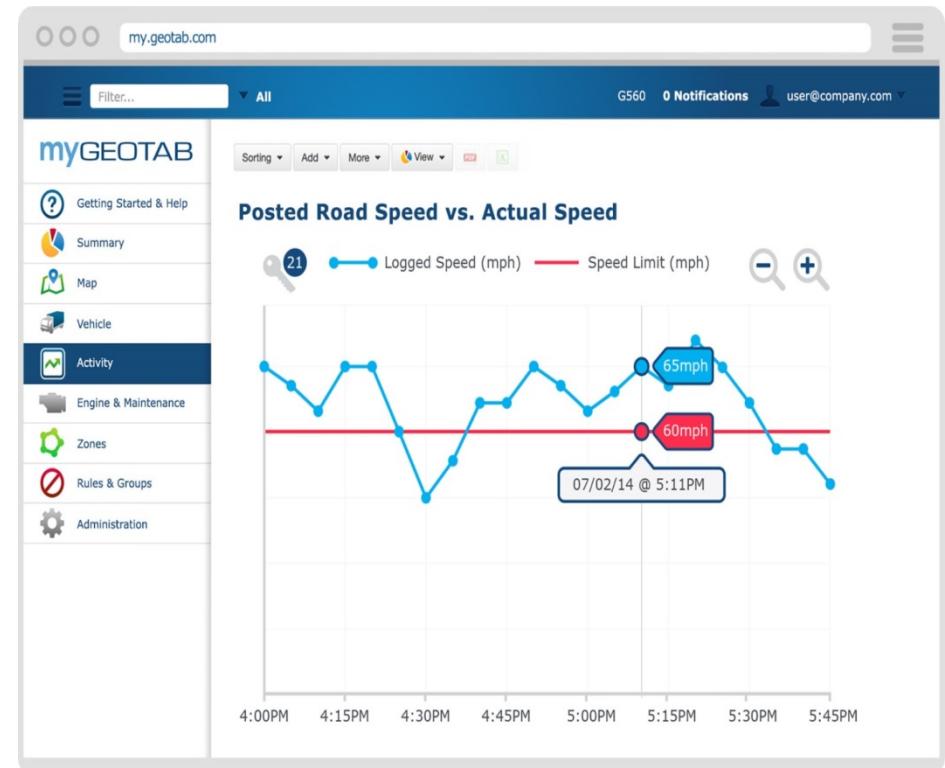 my.geotab.com
Filter...
All
G560 0 Notifications user@company.com
myGEOTAB
Sorting Add More View PDF X
Getting Started & Help
Summary
Map
Vehicle
Activity
Engine & Maintenance
Zones
Rules & Groups
Administration
Posted Road Speed vs. Actual Speed
21 Logged Speed (mph) Speed Limit (mph)
65mph
60mph
07/02/14 @ 5:11PM
4:00PM 4:15PM 4:30PM 4:45PM 5:00PM 5:15PM 5:30PM 5:45PM